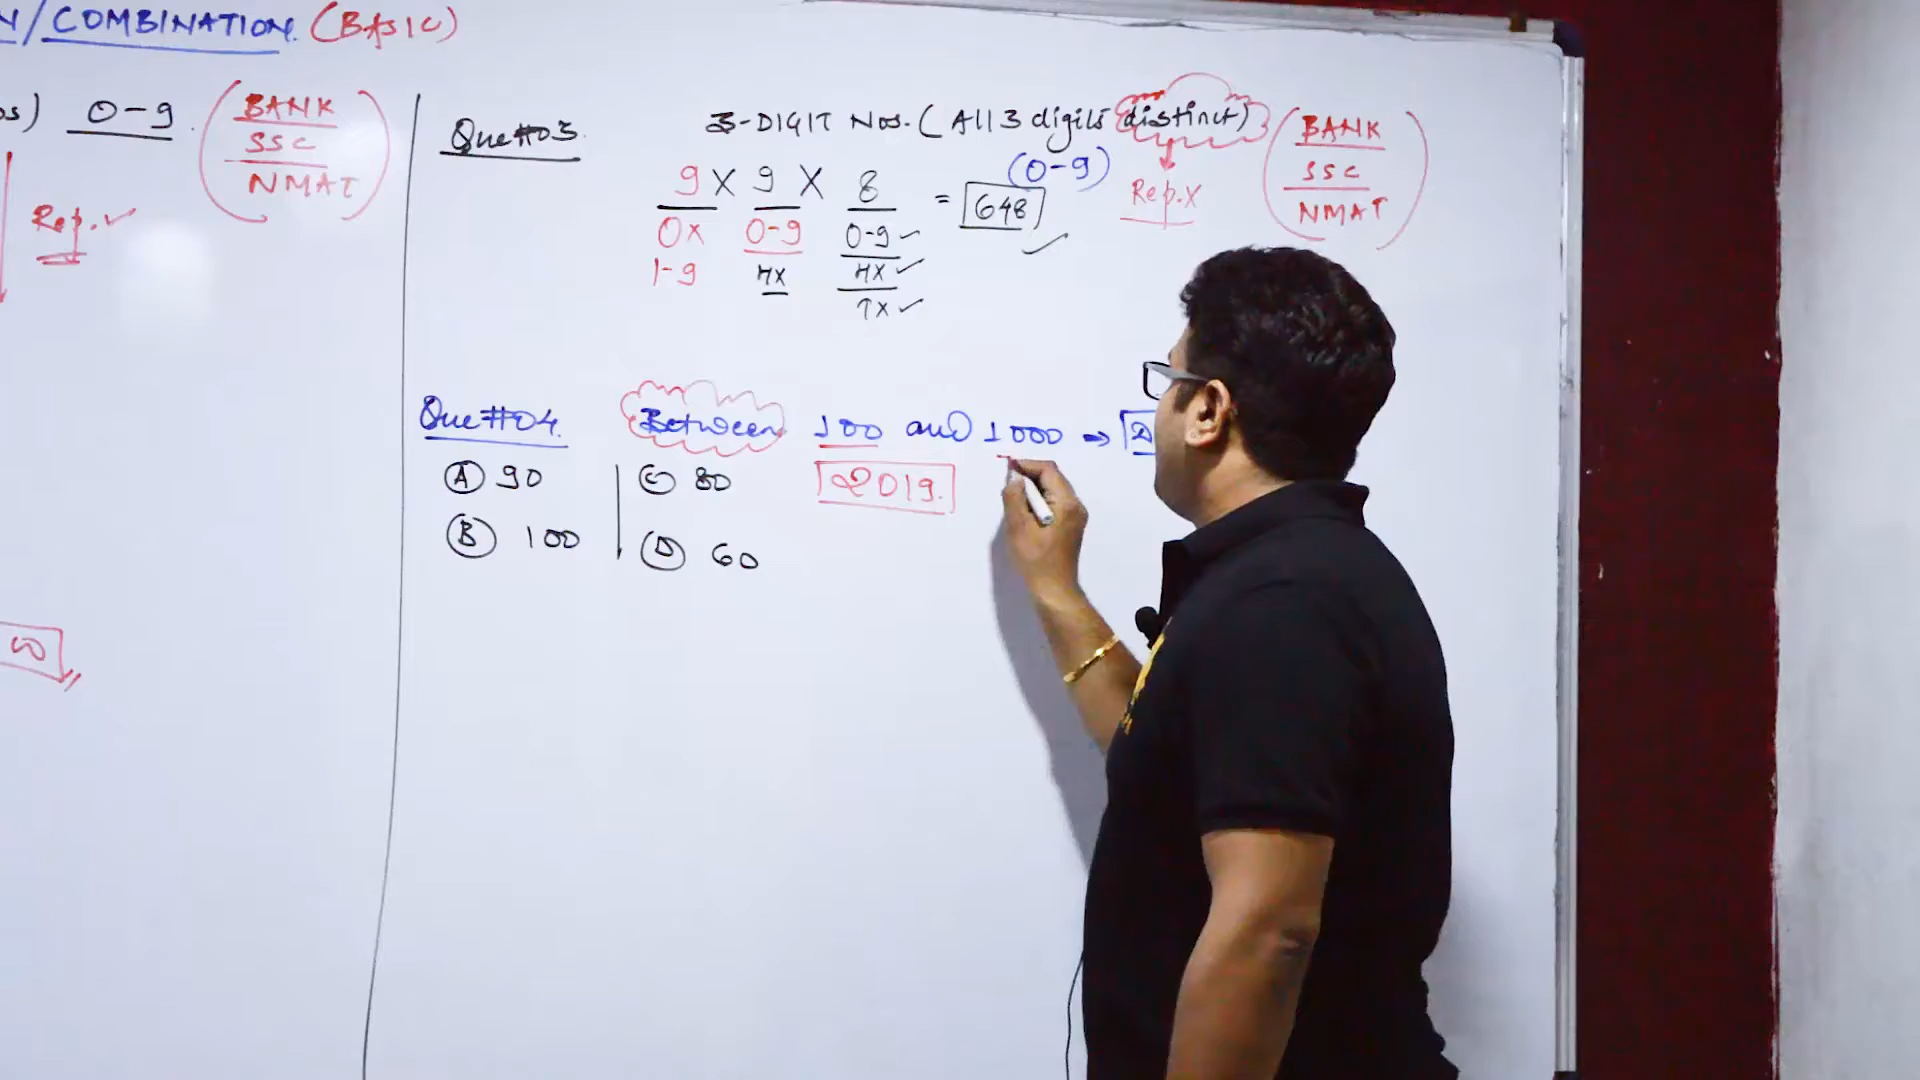 N/COMBINATION (BASIC)
os) 0-9
BANK
SSC
NMAT
Rep. ✓
Que#03. 3-DIGIT Nos. (All 3 digits distinct)
(0-9)
Rep. X
BANK
SSC
NMAT
9 X 9 X 8 = 648 ✓
0X 0-9 0-9 ✓
1-9 4X 4X ✓
7X ✓
Que#04. Between 100 and 1000 →
(A) 90 (C) 80 2019.
(B) 100 (D) 60